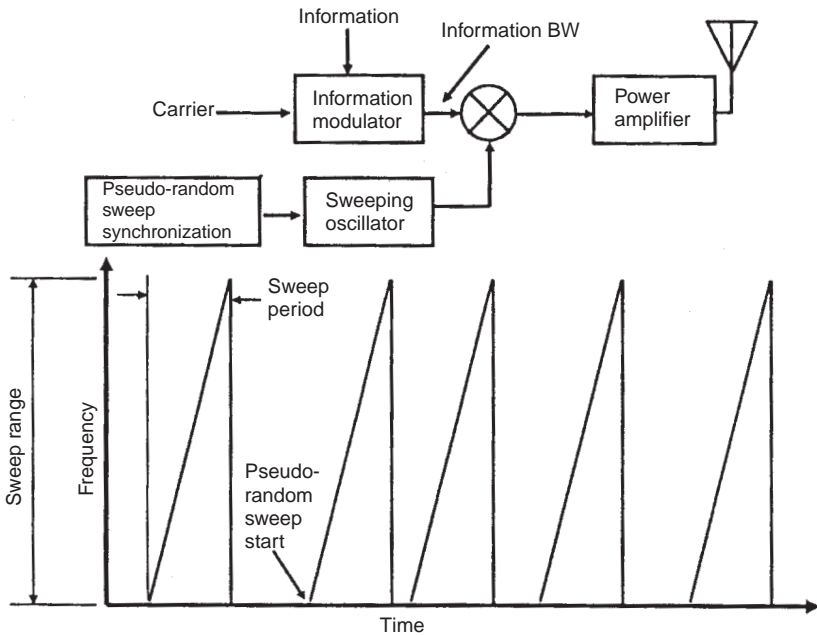 Information
Information BW
Carrier
Information
modulator
Power
amplifier
Pseudo-random
sweep
synchronization
Sweeping
oscillator
Sweep
period
Sweep range
Frequency
Pseudo-
random
sweep
start
Time